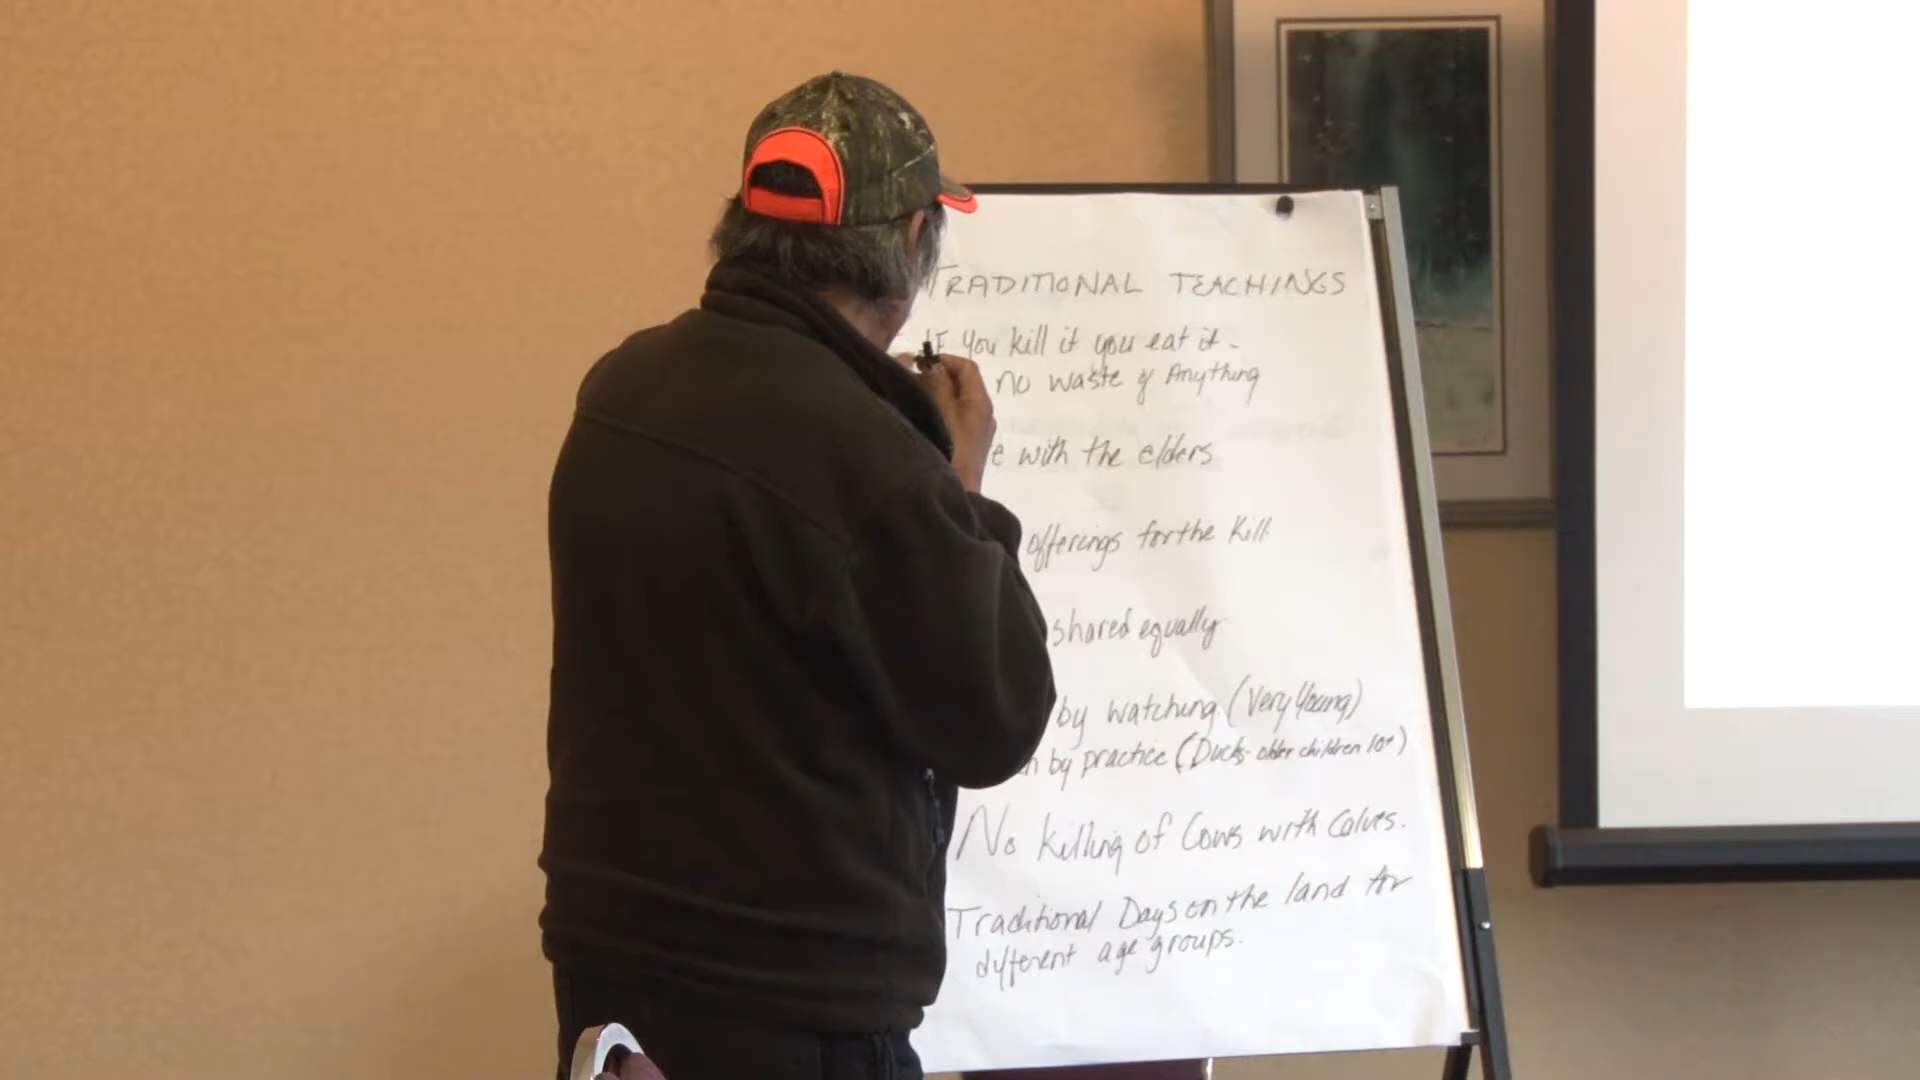 TRADITIONAL TEACHINGS
IF you kill it you eat it -
no waste of Anything
with the elders
offerings for the Kill
shared equally
by watching (Very Young)
by practice (Ducks- older children 10+)
No killing of Cows with Calves.
Traditional Days on the land for
different age groups.